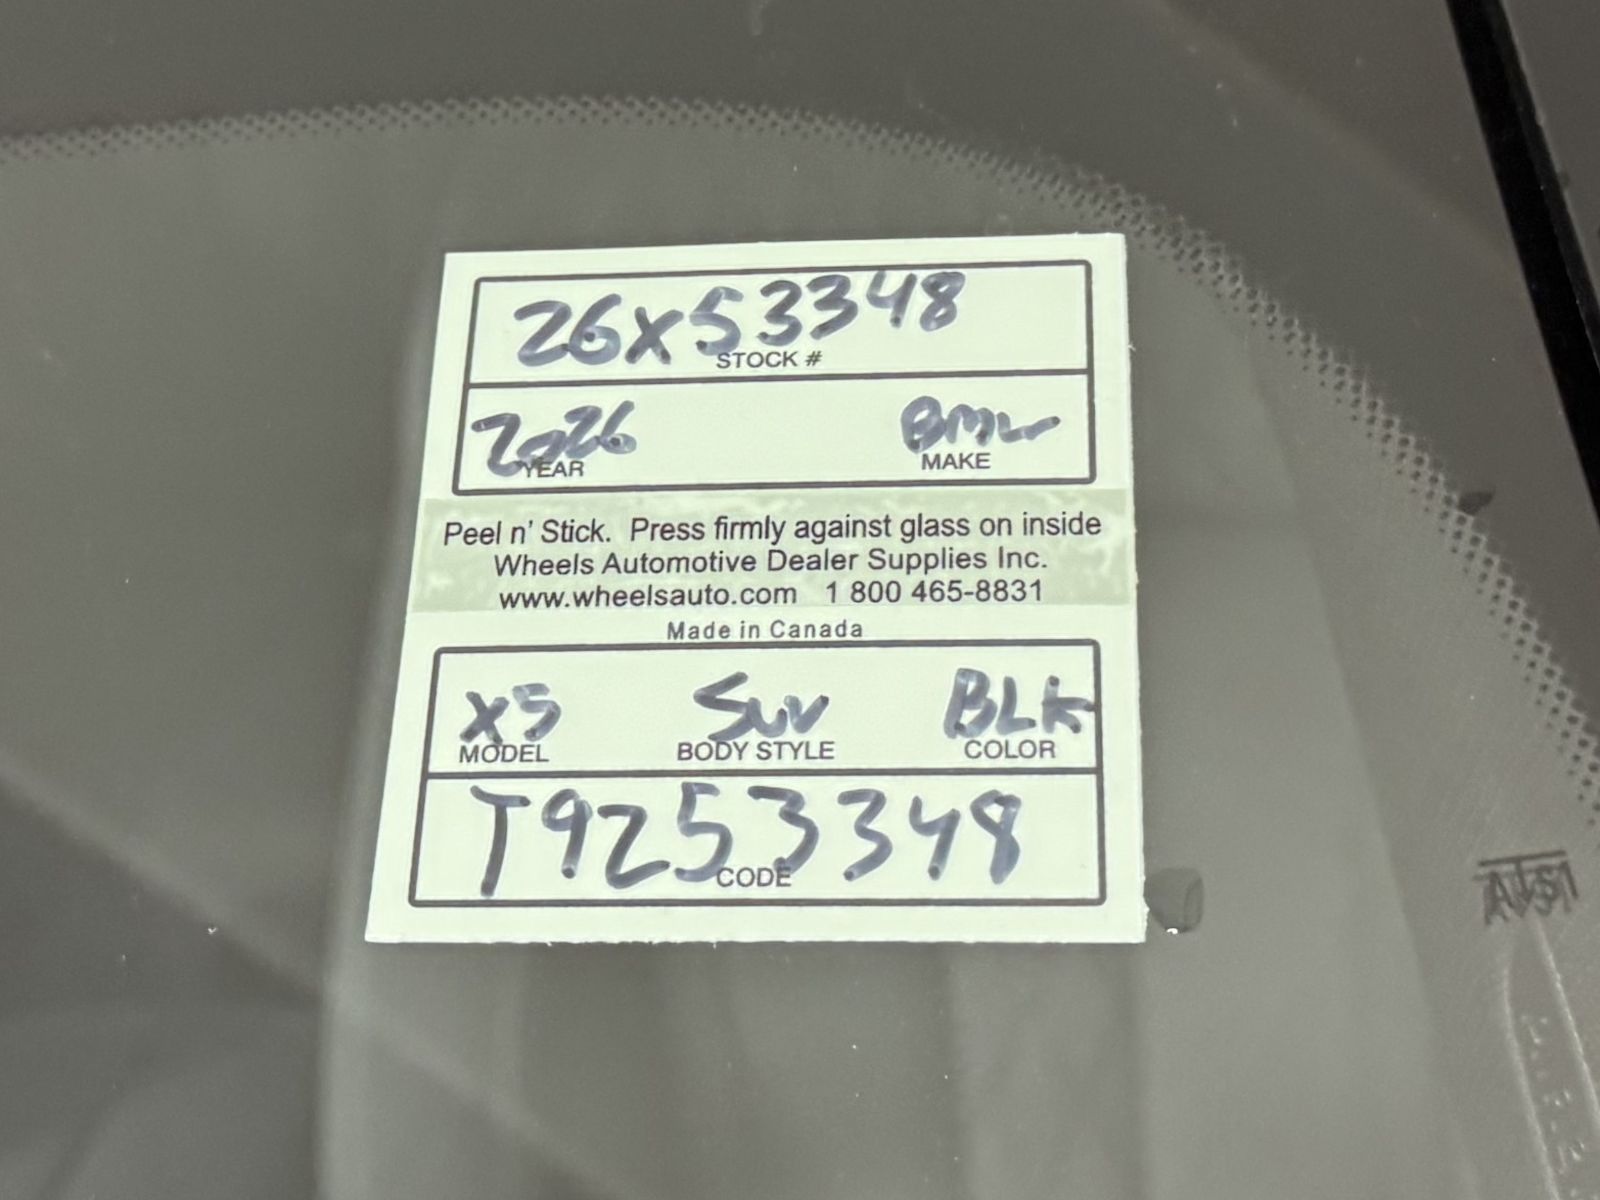 26X53348
STOCK #
2026 BMW
YEAR MAKE
Peel n' Stick. Press firmly against glass on inside
Wheels Automotive Dealer Supplies Inc.
www.wheelsauto.com 1 800 465-8831
Made in Canada
X5 SUV BLK
MODEL BODY STYLE COLOR
T9253348
CODE